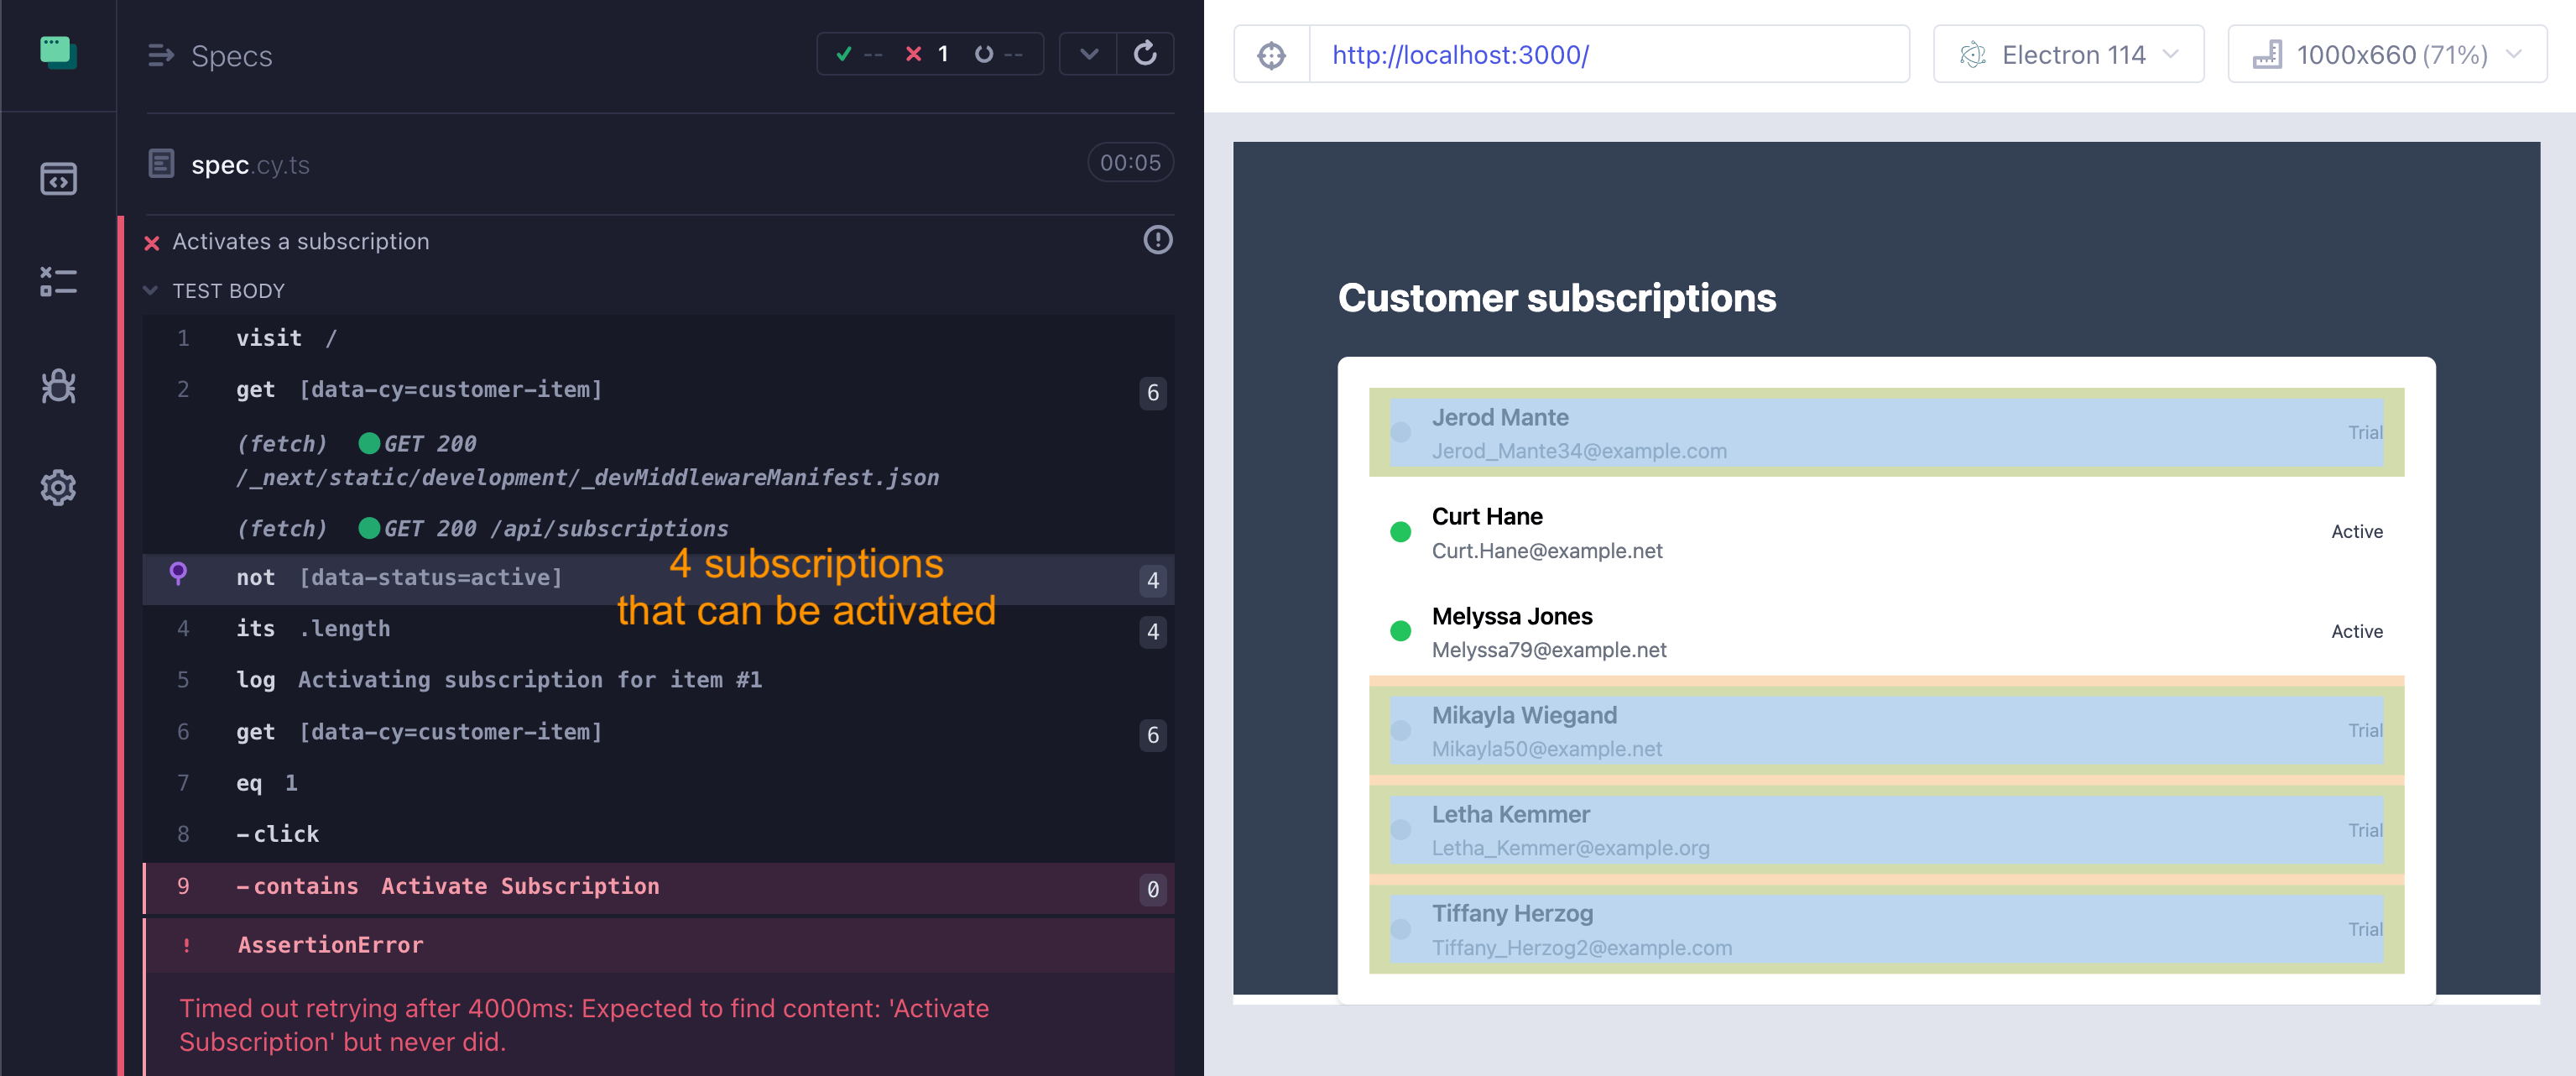 Specs
-- 1 --
spec.cy.ts
00:05
Activates a subscription
TEST BODY
1 visit /
2 get [data-cy=customer-item] 6
(fetch) GET 200
/_next/static/development/_devMiddlewareManifest.json
(fetch) GET 200 /api/subscriptions
not [data-status=active] 4
4 subscriptions
that can be activated
4 its .length 4
5 log Activating subscription for item #1
6 get [data-cy=customer-item] 6
7 eq 1
8 -click
9 -contains Activate Subscription 0
! AssertionError
Timed out retrying after 4000ms: Expected to find content: 'Activate
Subscription' but never did.
http://localhost:3000/
Electron 114
1000x660 (71%)
Customer subscriptions
Jerod Mante
Jerod_Mante34@example.com
Trial
Curt Hane
Curt.Hane@example.net
Active
Melyssa Jones
Melyssa79@example.net
Active
Mikayla Wiegand
Mikayla50@example.net
Trial
Letha Kemmer
Letha_Kemmer@example.org
Trial
Tiffany Herzog
Tiffany_Herzog2@example.com
Trial